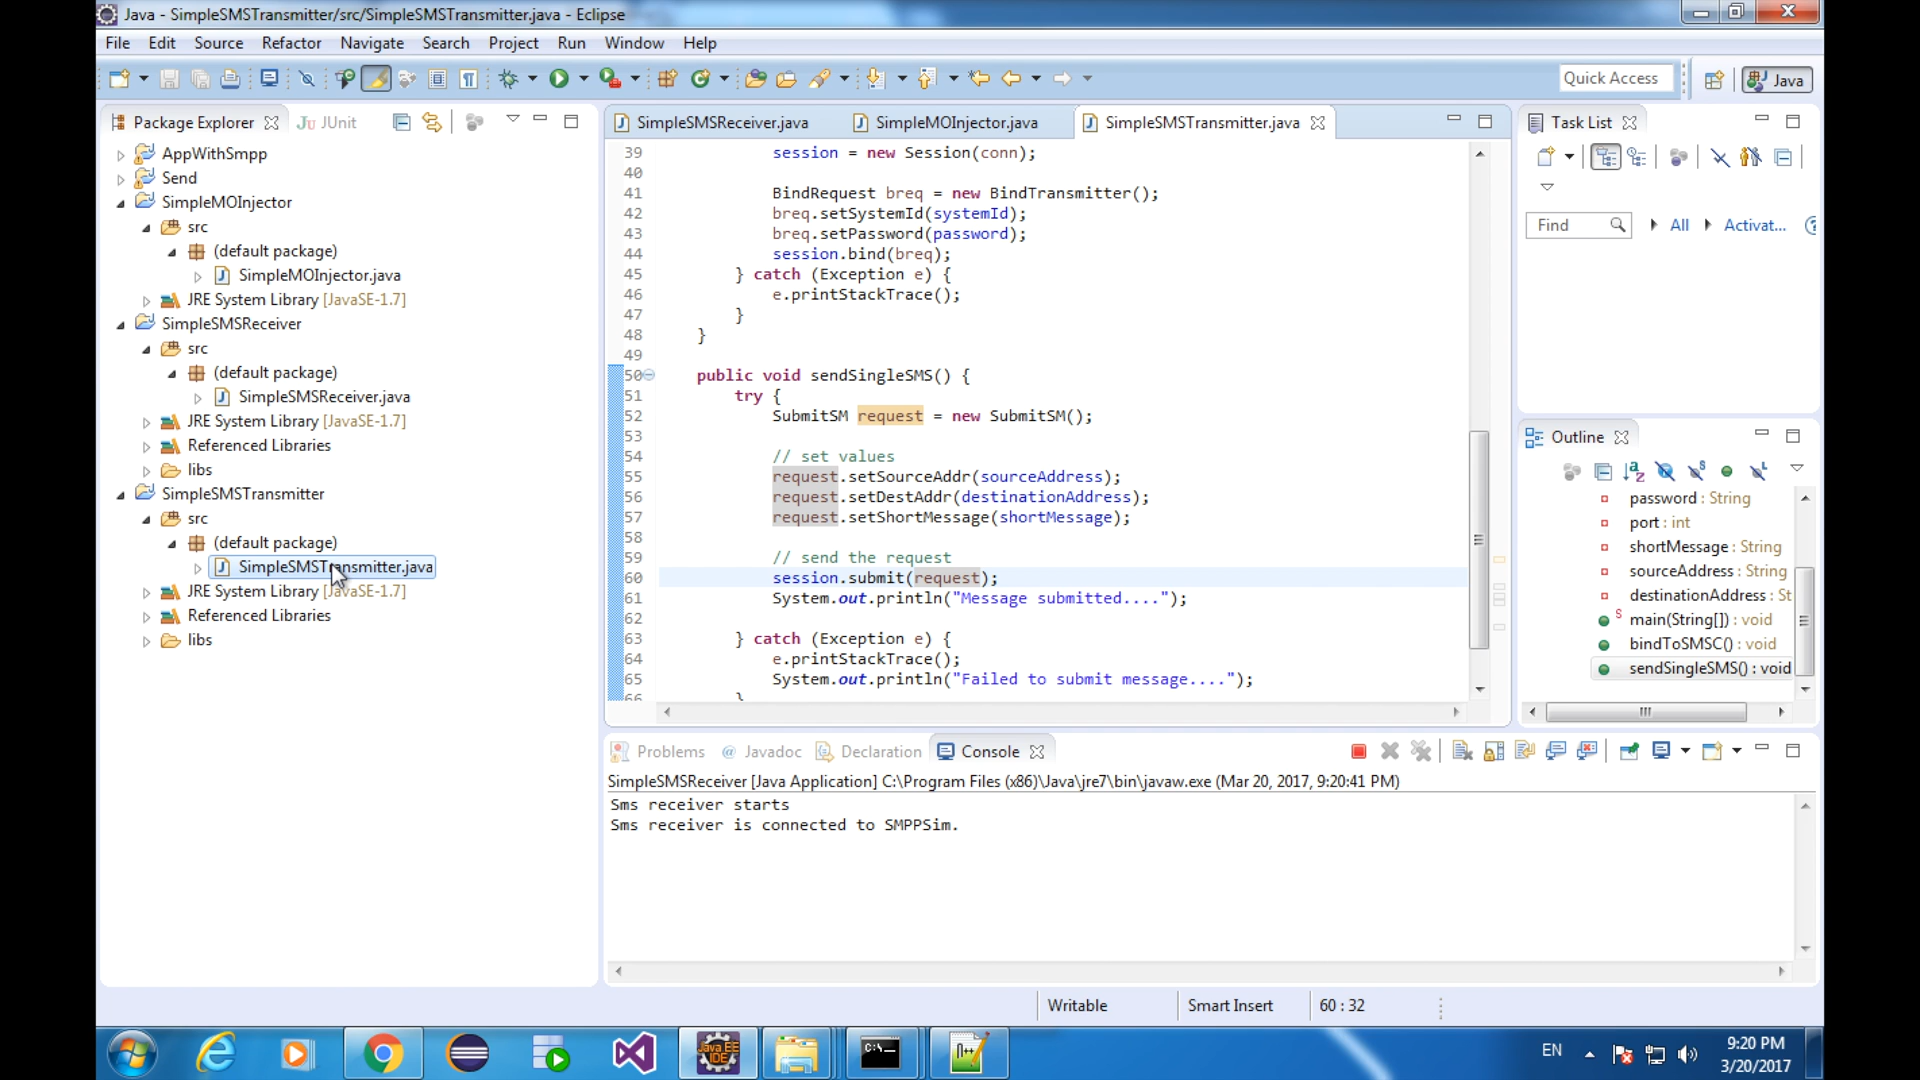 Java - SimpleSMSTransmitter/src/SimpleSMSTransmitter.java - Eclipse
File Edit Source Refactor Navigate Search Project Run Window Help
Quick Access
Java
Package Explorer
JUnit
AppWithSmpp
Send
SimpleMOInjector
src
(default package)
SimpleMOInjector.java
JRE System Library [JavaSE-1.7]
SimpleSMSReceiver
src
(default package)
SimpleSMSReceiver.java
JRE System Library [JavaSE-1.7]
Referenced Libraries
libs
SimpleSMSTransmitter
src
(default package)
SimpleSMSTransmitter.java
JRE System Library [JavaSE-1.7]
Referenced Libraries
libs
SimpleSMSReceiver.java SimpleMOInjector.java SimpleSMSTransmitter.java
39 session = new Session(conn);
40
41 BindRequest breq = new BindTransmitter();
42 breq.setSystemId(systemId);
43 breq.setPassword(password);
44 session.bind(breq);
45 } catch (Exception e) {
46 e.printStackTrace();
47 }
48 }
49
50 public void sendSingleSMS() {
51 try {
52 SubmitSM request = new SubmitSM();
53
54 // set values
55 request.setSourceAddr(sourceAddress);
56 request.setDestAddr(destinationAddress);
57 request.setShortMessage(shortMessage);
58
59 // send the request
60 session.submit(request);
61 System.out.println("Message submitted....");
62
63 } catch (Exception e) {
64 e.printStackTrace();
65 System.out.println("Failed to submit message....");
66 }
Task List
Find All Activat...
Outline
password : String
port : int
shortMessage : String
sourceAddress : String
destinationAddress : St
main(String[]) : void
bindToSMSC() : void
sendSingleSMS() : void
Problems @ Javadoc Declaration Console
SimpleSMSReceiver [Java Application] C:\Program Files (x86)\Java\jre7\bin\javaw.exe (Mar 20, 2017, 9:20:41 PM)
Sms receiver starts
Sms receiver is connected to SMPPSim.
Writable Smart Insert 60 : 32
Java EE
IDE
C:\.
EN
9:20 PM
3/20/2017